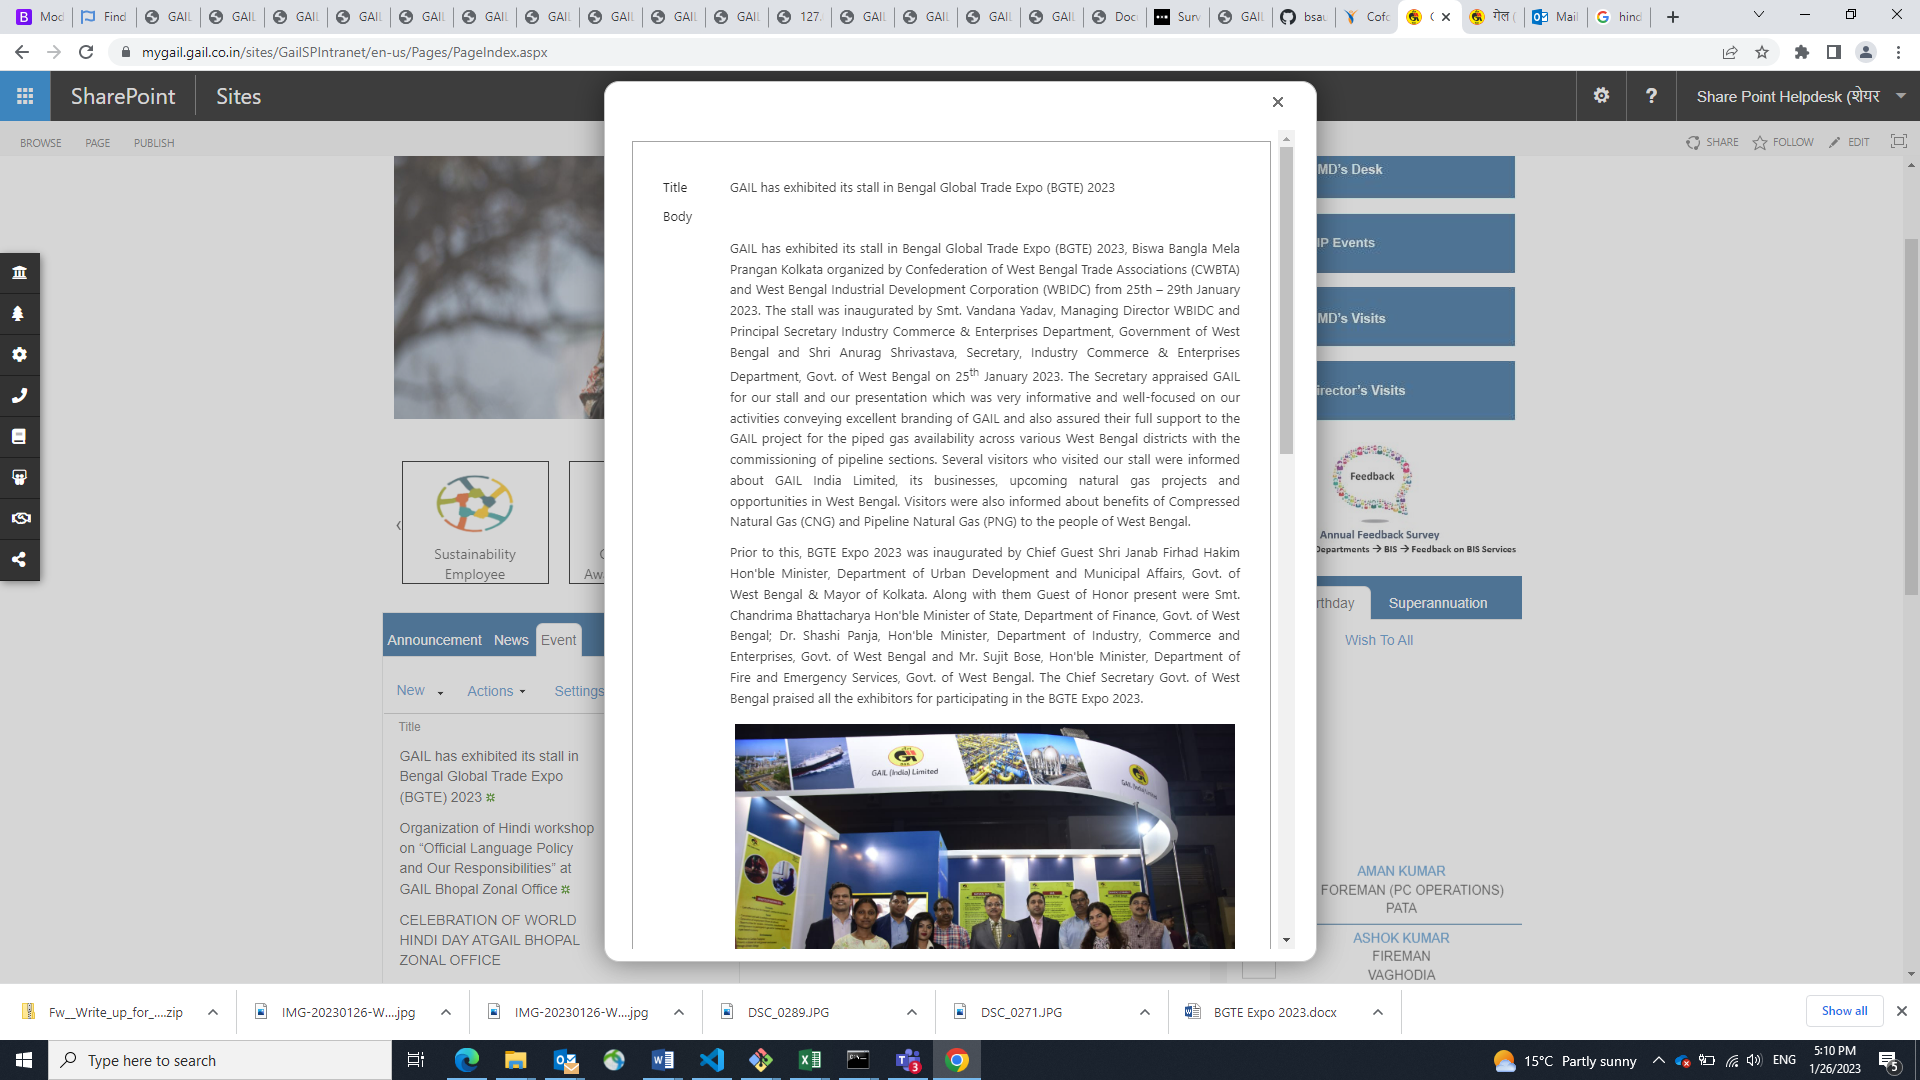 Mod
Find
GAIL
GAIL
GAIL
GAIL
GAIL
GAIL
GAIL
GAIL
GAIL
GAIL
127.
GAIL
GAIL
GAIL
GAIL
Doc
Surv
GAIL
bsau
Cofo
गेल (
Mail
hind
mygail.gail.co.in/sites/GailSPIntranet/en-us/Pages/PageIndex.aspx
SharePoint
Sites
Share Point Helpdesk (शेयर
BROWSE
PAGE
PUBLISH
SHARE
FOLLOW
EDIT
Title
GAIL has exhibited its stall in Bengal Global Trade Expo (BGTE) 2023
Body
GAIL has exhibited its stall in Bengal Global Trade Expo (BGTE) 2023, Biswa Bangla Mela
Prangan Kolkata organized by Confederation of West Bengal Trade Associations (CWBTA)
and West Bengal Industrial Development Corporation (WBIDC) from 25th – 29th January
2023. The stall was inaugurated by Smt. Vandana Yadav, Managing Director WBIDC and
Principal Secretary Industry Commerce & Enterprises Department, Government of West
Bengal and Shri Anurag Shrivastava, Secretary, Industry Commerce & Enterprises
Department, Govt. of West Bengal on 25th January 2023. The Secretary appraised GAIL
for our stall and our presentation which was very informative and well-focused on our
activities conveying excellent branding of GAIL and also assured their full support to the
GAIL project for the piped gas availability across various West Bengal districts with the
commissioning of pipeline sections. Several visitors who visited our stall were informed
about GAIL India Limited, its businesses, upcoming natural gas projects and
opportunities in West Bengal. Visitors were also informed about benefits of Compressed
Natural Gas (CNG) and Pipeline Natural Gas (PNG) to the people of West Bengal.
Prior to this, BGTE Expo 2023 was inaugurated by Chief Guest Shri Janab Firhad Hakim
Hon'ble Minister, Department of Urban Development and Municipal Affairs, Govt. of
West Bengal & Mayor of Kolkata. Along with them Guest of Honor present were Smt.
Chandrima Bhattacharya Hon'ble Minister of State, Department of Finance, Govt. of West
Bengal; Dr. Shashi Panja, Hon'ble Minister, Department of Industry, Commerce and
Enterprises, Govt. of West Bengal and Mr. Sujit Bose, Hon'ble Minister, Department of
Fire and Emergency Services, Govt. of West Bengal. The Chief Secretary Govt. of West
Bengal praised all the exhibitors for participating in the BGTE Expo 2023.
GAIL (India) Limited
GAIL (India) Limited
Sustainability
Employee
Announcement
News
Event
New
Actions
Settings
Title
GAIL has exhibited its stall in
Bengal Global Trade Expo
(BGTE) 2023
Organization of Hindi workshop
on “Official Language Policy
and Our Responsibilities” at
GAIL Bhopal Zonal Office
CELEBRATION OF WORLD
HINDI DAY ATGAIL BHOPAL
ZONAL OFFICE
MD's Desk
IP Events
MD's Visits
irector's Visits
Feedback
Annual Feedback Survey
Departments → BIS → Feedback on BIS Services
rthday
Superannuation
Wish To All
AMAN KUMAR
FOREMAN (PC OPERATIONS)
PATA
ASHOK KUMAR
FIREMAN
VAGHODIA
Fw__Write_up_for_....zip
IMG-20230126-W....jpg
IMG-20230126-W....jpg
DSC_0289.JPG
DSC_0271.JPG
BGTE Expo 2023.docx
Show all
Type here to search
3
15°C Partly sunny
ENG
5:10 PM
1/26/2023
5